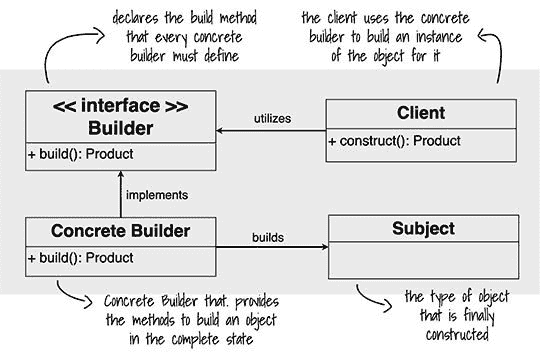 declares the build method
that every concrete
builder must define
the client uses the concrete
builder to build an instance
of the object for it
<< interface >>
Builder
+ build(): Product
utilizes
Client
+ construct(): Product
implements
Concrete Builder
+ build(): Product
builds
Subject
Concrete Builder that. provides
the methods to build an object
in the complete state
the type of object
that is finally
constructed